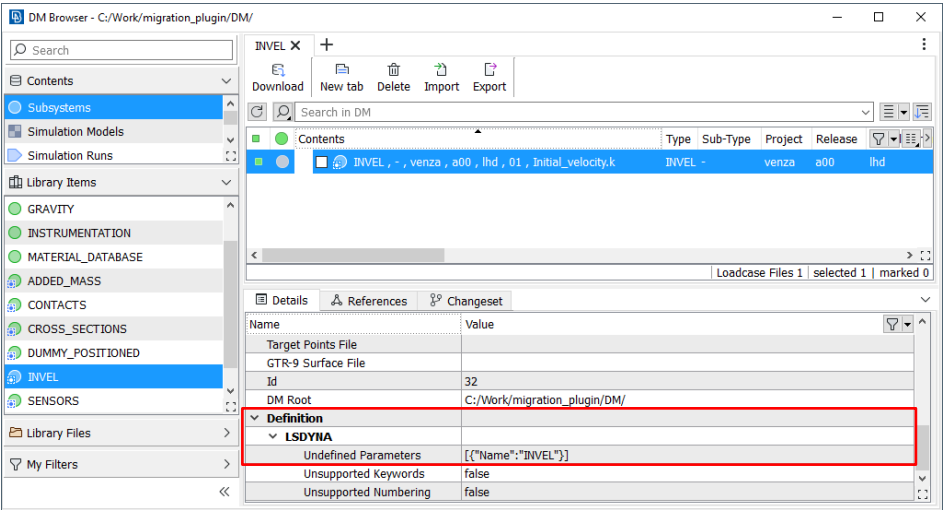 DM Browser - C:/Work/migration_plugin/DM/
Search
Contents
Subsystems
Simulation Models
Simulation Runs
Library Items
GRAVITY
INSTRUMENTATION
MATERIAL_DATABASE
ADDED_MASS
CONTACTS
CROSS_SECTIONS
DUMMY_POSITIONED
INVEL
SENSORS
Library Files
My Filters
INVEL
Download New tab Delete Import Export
Search in DM
Contents Type Sub-Type Project Release
INVEL , - , venza , a00 , lhd , 01 , Initial_velocity.k INVEL - venza a00 lhd
Loadcase Files 1 selected 1 marked 0
Details References Changeset
Name Value
Target Points File
GTR-9 Surface File
Id 32
DM Root C:/Work/migration_plugin/DM/
Definition
LSDYNA
Undefined Parameters [{"Name":"INVEL"}]
Unsupported Keywords false
Unsupported Numbering false